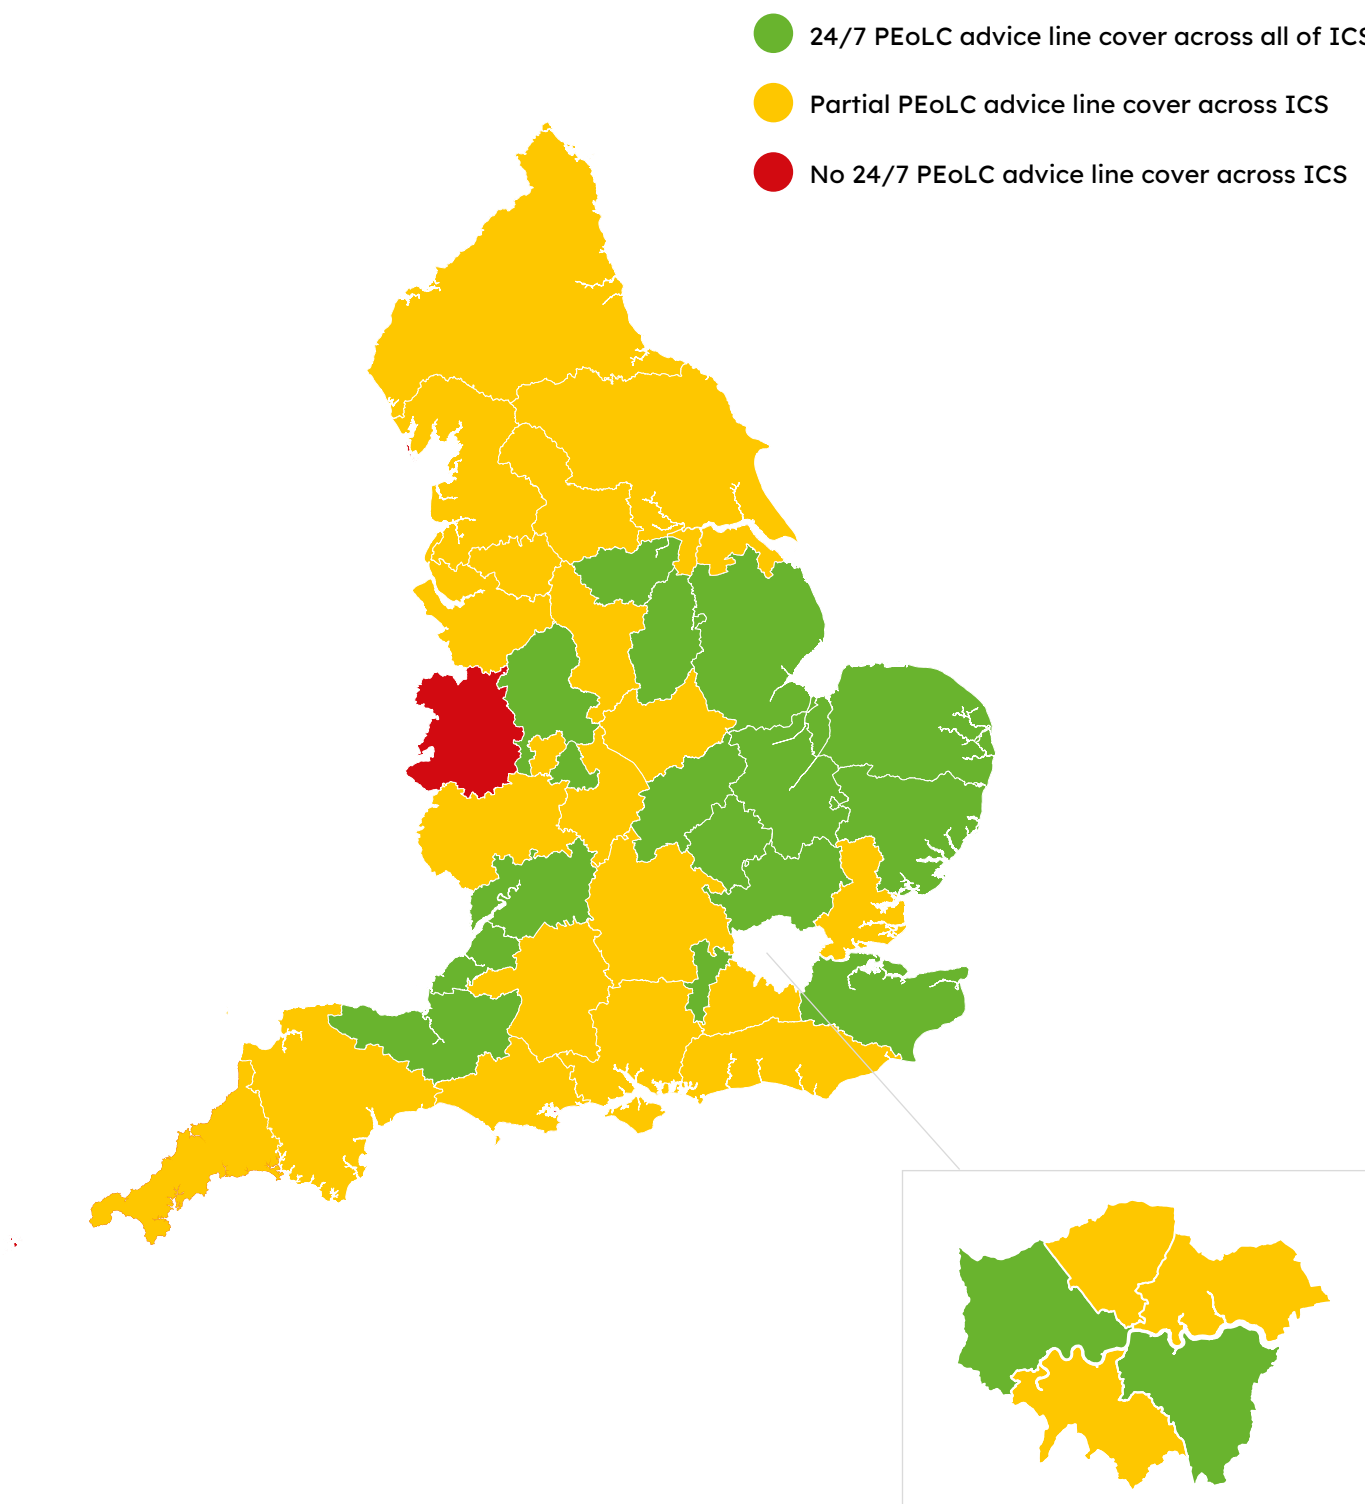 24/7 PEoLC advice line cover across all of ICS
Partial PEoLC advice line cover across ICS
No 24/7 PEoLC advice line cover across ICS